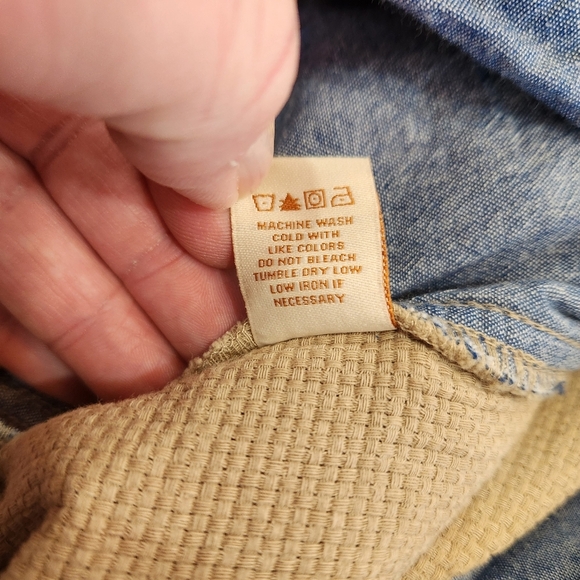 MACHINE WASH
COLD WITH
LIKE COLORS
DO NOT BLEACH
TUMBLE DRY LOW
LOW IRON IF
NECESSARY